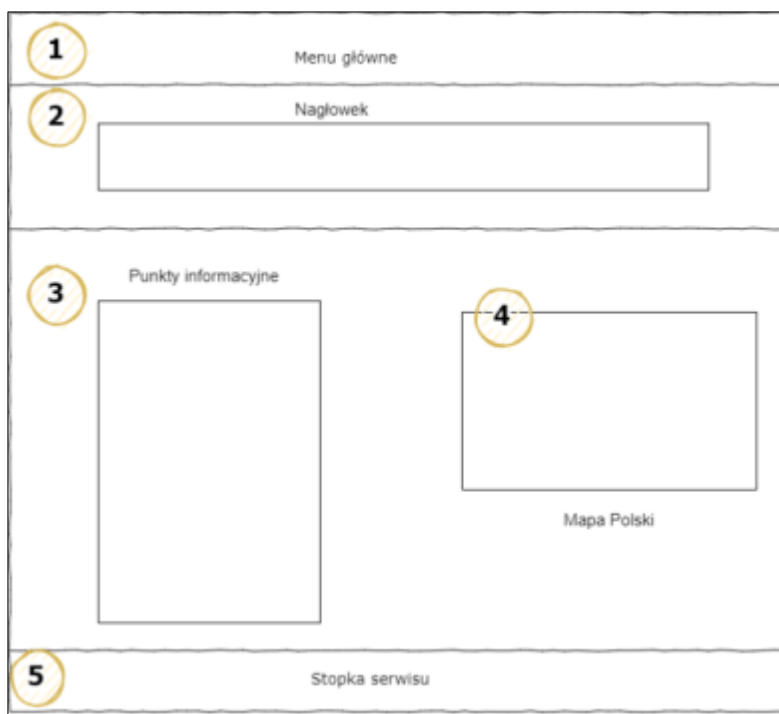 1
Menu główne
2
Nagłowek
3
Punkty informacyjne
4
Mapa Polski
5
Stopka serwisu